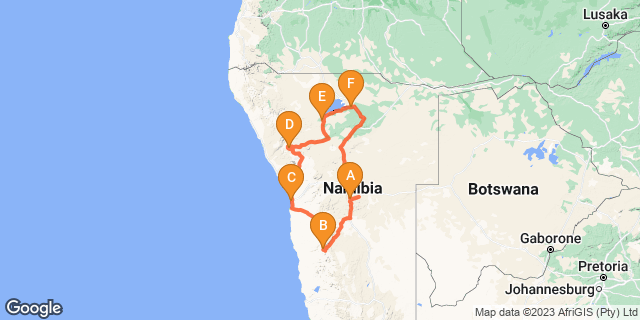 Lusaka
F
E
D
A
C
Namibia
Botswana
B
Gaborone
Pretoria
Johannesburg
Google
Map data ©2023 AfriGIS (Pty) Ltd